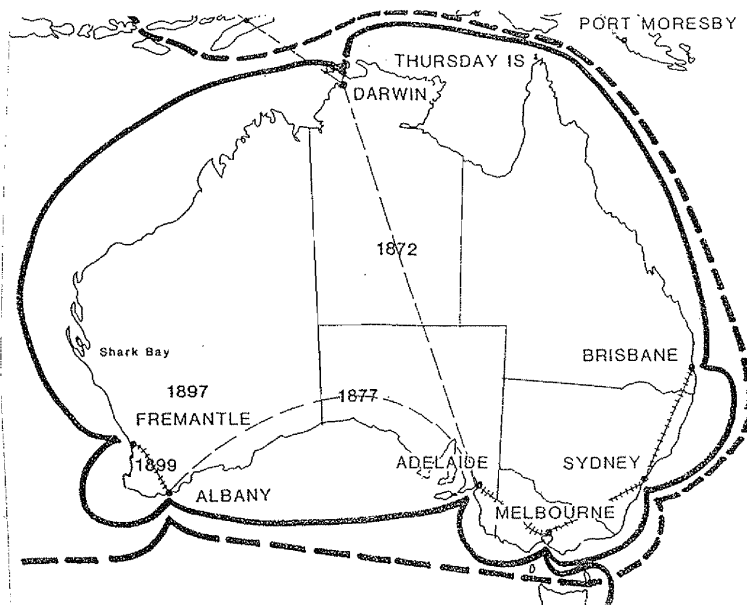 PORT MORESBY
THURSDAY IS
DARWIN
1872
BRISBANE
Shark Bay
1897
1877
FREMANTLE
1899
ADELAIDE
SYDNEY
ALBANY
MELBOURNE